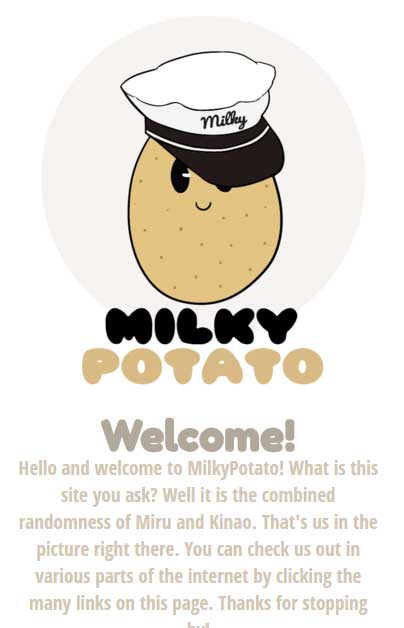 Milky
MILKY
POTATO
Welcome!
Hello and welcome to MilkyPotato! What is this
site you ask? Well it is the combined
randomness of Miru and Kinao. That's us in the
picture right there. You can check us out in
various parts of the internet by clicking the
many links on this page. Thanks for stopping